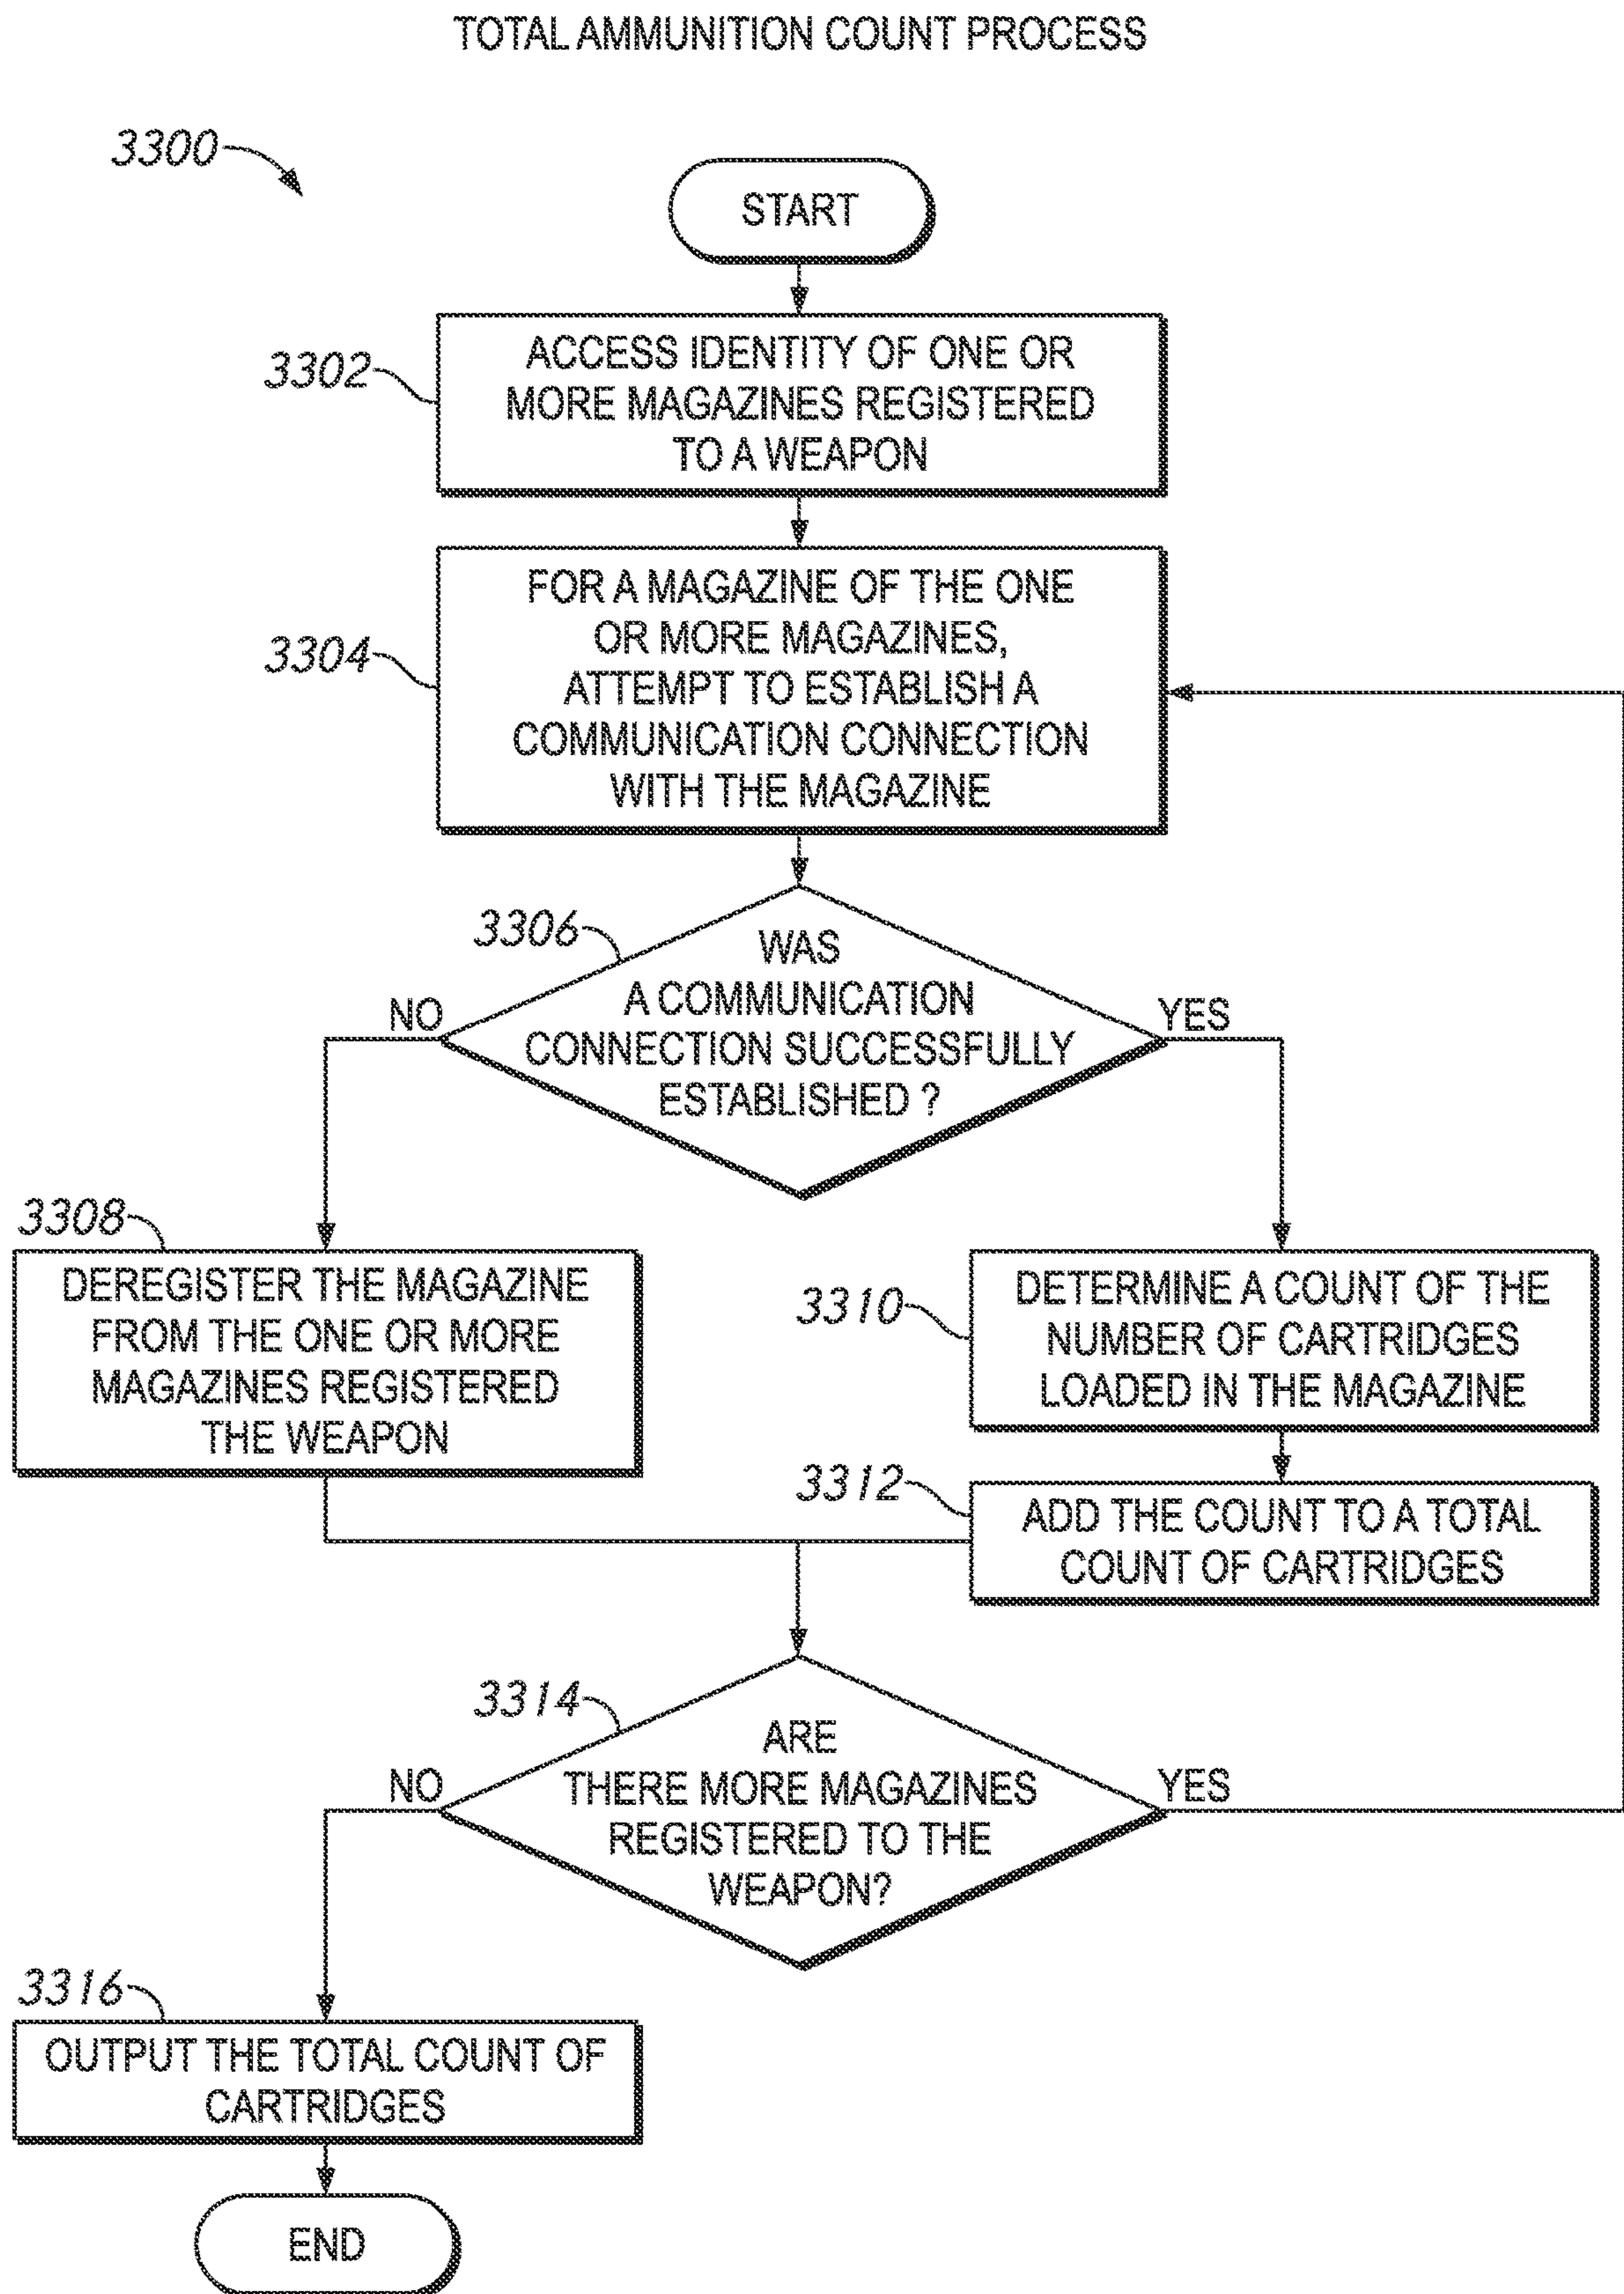 TOTAL AMMUNITION COUNT PROCESS
3300
START
3302
ACCESS IDENTITY OF ONE OR
MORE MAGAZINES REGISTERED
TO A WEAPON
3304
FOR A MAGAZINE OF THE ONE
OR MORE MAGAZINES,
ATTEMPT TO ESTABLISH A
COMMUNICATION CONNECTION
WITH THE MAGAZINE
3306
WAS
A COMMUNICATION
CONNECTION SUCCESSFULLY
ESTABLISHED ?
NO
YES
3308
DEREGISTER THE MAGAZINE
FROM THE ONE OR MORE
MAGAZINES REGISTERED
THE WEAPON
3310
DETERMINE A COUNT OF THE
NUMBER OF CARTRIDGES
LOADED IN THE MAGAZINE
3312
ADD THE COUNT TO A TOTAL
COUNT OF CARTRIDGES
3314
ARE
THERE MORE MAGAZINES
REGISTERED TO THE
WEAPON?
NO
YES
3316
OUTPUT THE TOTAL COUNT OF
CARTRIDGES
END